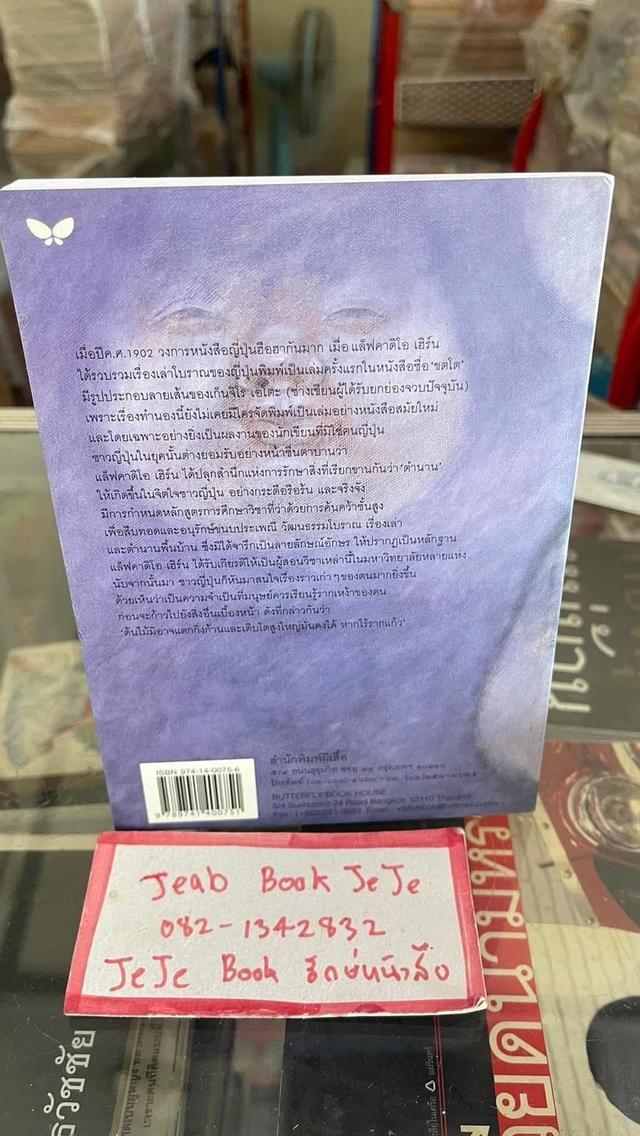 เมื่อปีค.ศ.1902 วงการหนังสือญี่ปุ่นฮือฮากันมาก เมื่อ แล็ฟคาดิโอ เฮิร์น
ได้รวบรวมเรื่องเล่าโบราณของญี่ปุ่นพิมพ์เป็นเล่มครั้งแรกในหนังสือชื่อ 'ขตโต'
มีรูปประกอบลายเส้นของเก็นจิโร เอโตะ (ช่างเขียนผู้ได้รับยกย่องจวบปัจจุบัน)
เพราะเรื่องทำนองนี้ยังไม่เคยมีใครจัดพิมพ์เป็นเล่มอย่างหนังสือสมัยใหม่
และโดยเฉพาะอย่างยิ่งเป็นผลงานของนักเขียนที่มิใช่คนญี่ปุ่น
ชาวญี่ปุ่นในยุคนั้นต่างยอมรับอย่างหน้าชื่นตาบานว่า
แล็ฟคาดิโอ เฮิร์น ได้ปลุกสำนึกแห่งการรักษาสิ่งที่เรียกขานกันว่า 'ตำนาน'
ให้เกิดขึ้นในจิตใจชาวญี่ปุ่น อย่างกระตือรือร้น และจริงจัง
มีการกำหนดหลักสูตรการศึกษาวิชาที่ว่าด้วยการค้นคว้าชั้นสูง
เพื่อสืบทอดและอนุรักษ์ขนบประเพณี วัฒนธรรมโบราณ เรื่องเล่า
และตำนานพื้นบ้าน ซึ่งมิได้จารึกเป็นลายลักษณ์อักษร ให้ปรากฏเป็นหลักฐาน
แล็ฟคาดิโอ เฮิร์น ได้รับเกียรติให้เป็นผู้สอนวิชาเหล่านี้ในมหาวิทยาลัยหลายแห่ง
นับจากนั้นมา ชาวญี่ปุ่นก็หันมาสนใจเรื่องราวเก่าๆของตนมากยิ่งขึ้น
ด้วยเห็นว่าเป็นความจำเป็นที่มนุษย์ควรเรียนรู้รากเหง้าของตน
ก่อนจะก้าวไปยังสิ่งอื่นเบื้องหน้า ดังที่กล่าวกันว่า
'ต้นไม้มิอาจแตกกิ่งก้านและเติบโตสูงใหญ่มั่นคงได้ หากไร้รากแก้ว'
สำนักพิมพ์ผีเสื้อ
๕/๔ ถนนสุขุมวิท ซอย ๒๔ กรุงเทพฯ ๑๐๑๑๐
ISBN 974-14-0075-6
9 789741 400751
BUTTERFLY BOOK HOUSE
5/4 Sukhumvit 24 Road Bangkok 10110 Thailand
Jeab Book JeJe
082-1342832
JeJe Book รักษ์หนังสือ